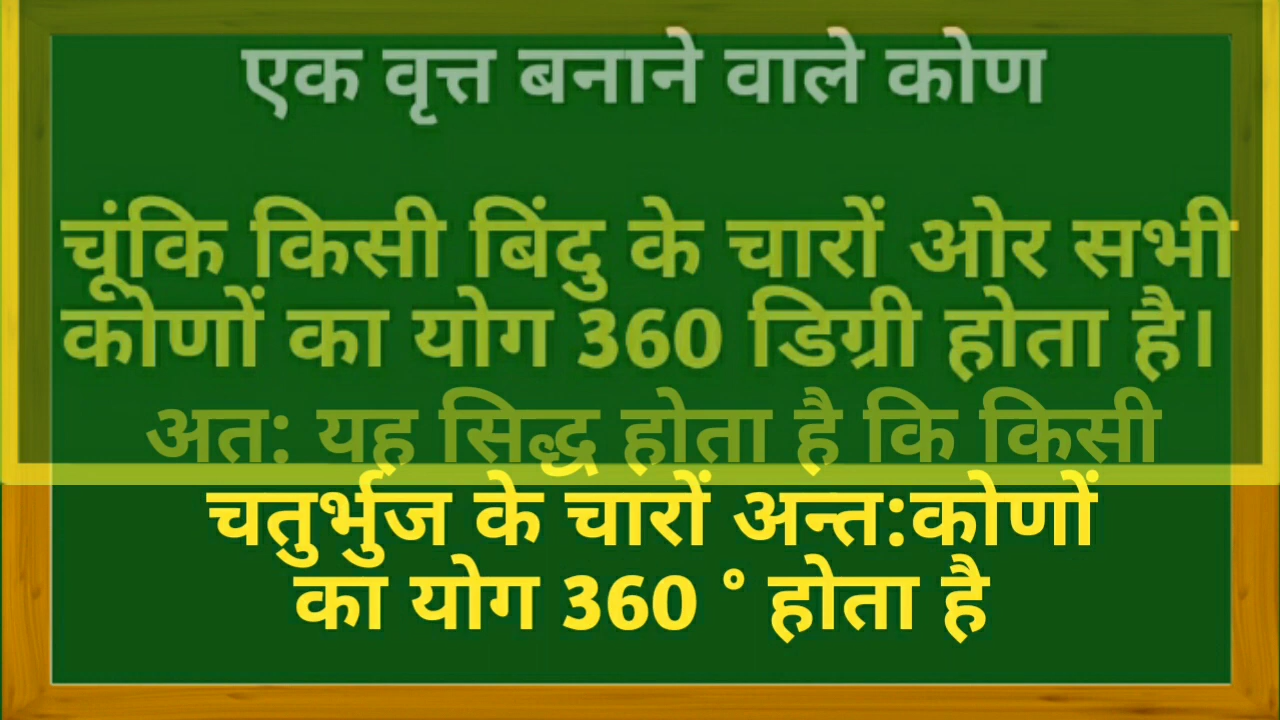 एक वृत्त बनाने वाले कोण
चूंकि किसी बिंदु के चारों ओर सभी
कोणों का योग 360 डिग्री होता है।
अत: यह सिद्ध होता है कि किसी
चतुर्भुज के चारों अन्त:कोणों
का योग 360 ° होता है